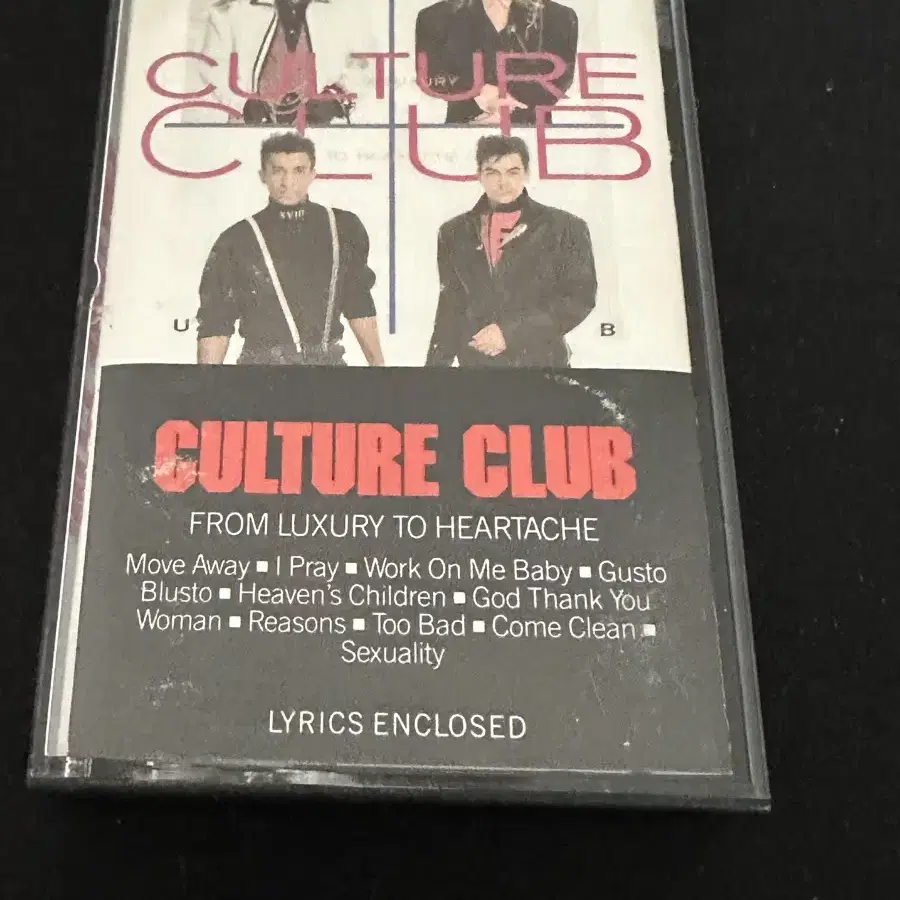 CULTURE
CLUB
XVIII
U
B
CULTURE CLUB
FROM LUXURY TO HEARTACHE
Move Away ▪ I Pray ▪ Work On Me Baby ▪ Gusto
Blusto ▪ Heaven's Children ▪ God Thank You
Woman ▪ Reasons ▪ Too Bad ▪ Come Clean ▪
Sexuality
LYRICS ENCLOSED